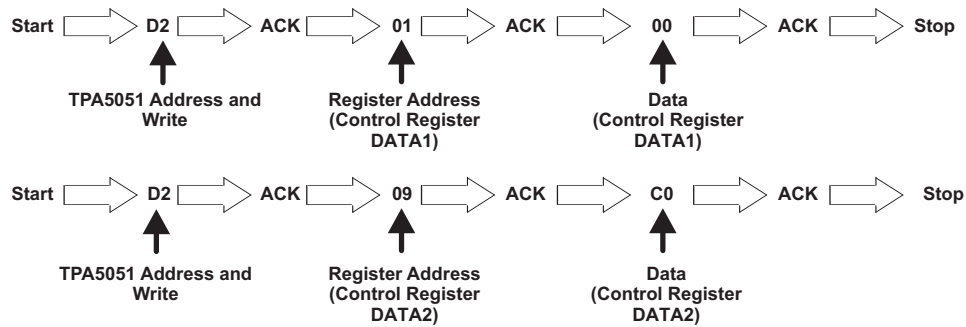 Start D2 ACK 01 ACK 00 ACK Stop
TPA5051 Address and
Write
Register Address
(Control Register
DATA1)
Data
(Control Register
DATA1)
Start D2 ACK 09 ACK C0 ACK Stop
TPA5051 Address and
Write
Register Address
(Control Register
DATA2)
Data
(Control Register
DATA2)